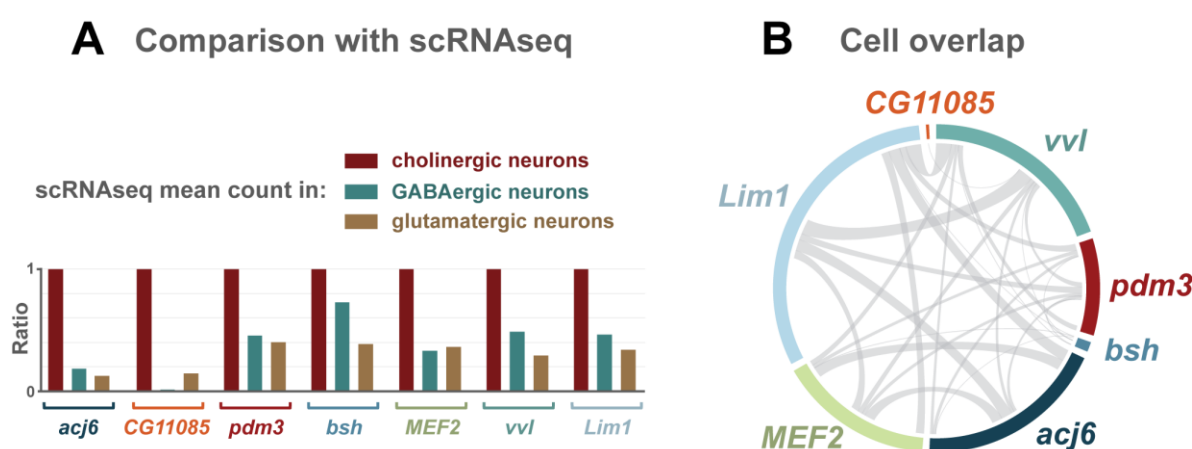 A Comparison with scRNAseq
scRNAseq mean count in:
cholinergic neurons
GABAergic neurons
glutamatergic neurons
Ratio
1
0
acj6 CG11085 pdm3 bsh MEF2 vvl Lim1
B Cell overlap
CG11085
vvl
Lim1
pdm3
bsh
acj6
MEF2